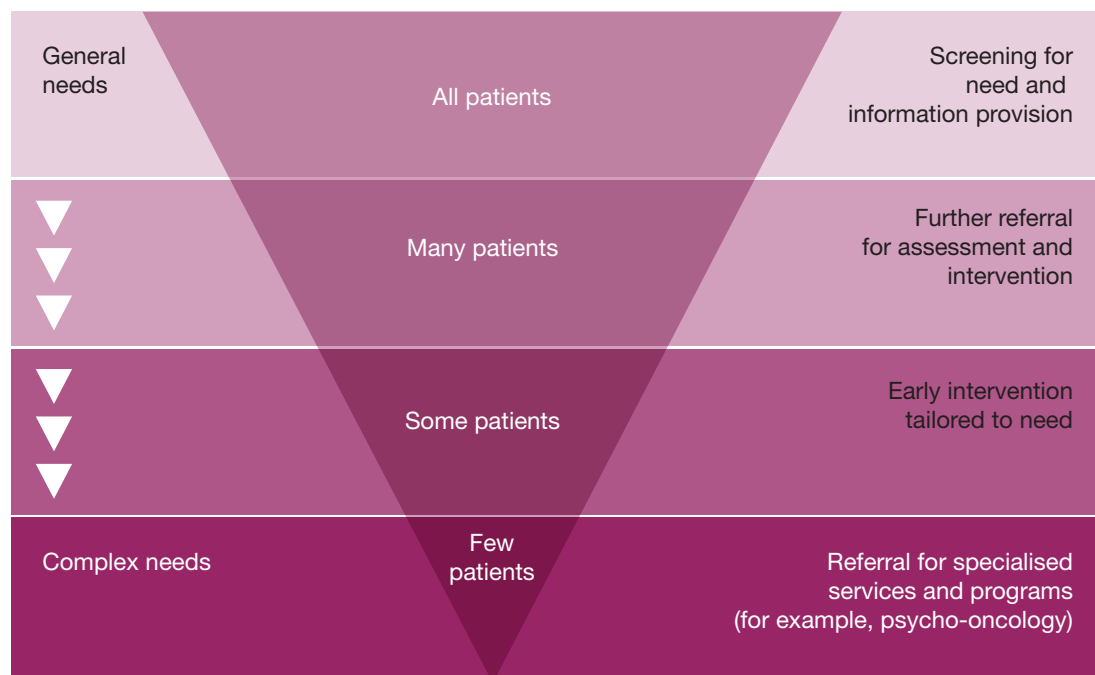 General
needs
All patients
Screening for
need and
information provision
Many patients
Further referral
for assessment and
intervention
Some patients
Early intervention
tailored to need
Complex needs
Few
patients
Referral for specialised
services and programs
(for example, psycho-oncology)